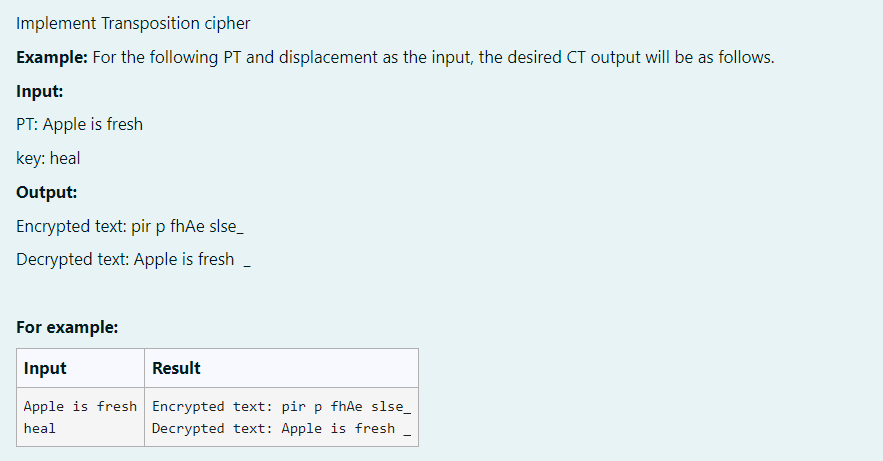 Implement Transposition cipher
Example: For the following PT and displacement as the input, the desired CT output will be as follows.
Input:
PT: Apple is fresh
key: heal
Output:
Encrypted text: pir p fhAe slse_
Decrypted text: Apple is fresh _
For example:
Input Result
Apple is fresh Encrypted text: pir p fhAe slse_
heal Decrypted text: Apple is fresh _